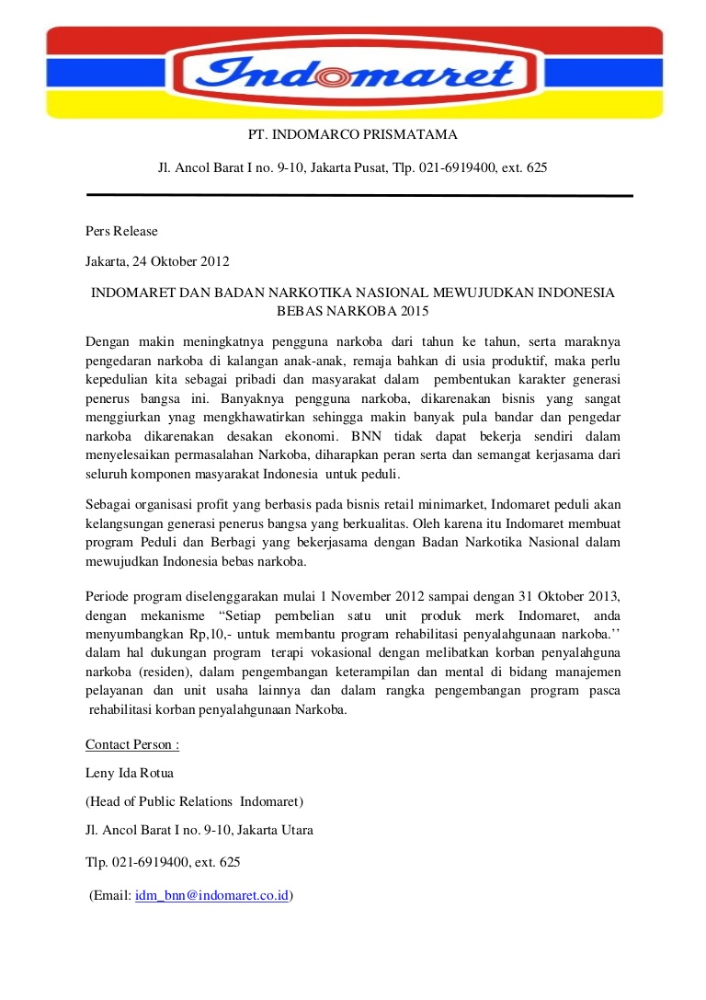 Indomaret
PT. INDOMARCO PRISMATAMA
Jl. Ancol Barat I no. 9-10, Jakarta Pusat, Tlp. 021-6919400, ext. 625
Pers Release
Jakarta, 24 Oktober 2012
INDOMARET DAN BADAN NARKOTIKA NASIONAL MEWUJUDKAN INDONESIA
BEBAS NARKOBA 2015
Dengan makin meningkatnya pengguna narkoba dari tahun ke tahun, serta maraknya
pengedaran narkoba di kalangan anak-anak, remaja bahkan di usia produktif, maka perlu
kepedulian kita sebagai pribadi dan masyarakat dalam pembentukan karakter generasi
penerus bangsa ini. Banyaknya pengguna narkoba, dikarenakan bisnis yang sangat
menggiurkan ynag mengkhawatirkan sehingga makin banyak pula bandar dan pengedar
narkoba dikarenakan desakan ekonomi. BNN tidak dapat bekerja sendiri dalam
menyelesaikan permasalahan Narkoba, diharapkan peran serta dan semangat kerjasama dari
seluruh komponen masyarakat Indonesia untuk peduli.
Sebagai organisasi profit yang berbasis pada bisnis retail minimarket, Indomaret peduli akan
kelangsungan generasi penerus bangsa yang berkualitas. Oleh karena itu Indomaret membuat
program Peduli dan Berbagi yang bekerjasama dengan Badan Narkotika Nasional dalam
mewujudkan Indonesia bebas narkoba.
Periode program diselenggarakan mulai 1 November 2012 sampai dengan 31 Oktober 2013,
dengan mekanisme “Setiap pembelian satu unit produk merk Indomaret, anda
menyumbangkan Rp,10,- untuk membantu program rehabilitasi penyalahgunaan narkoba.’’
dalam hal dukungan program terapi vokasional dengan melibatkan korban penyalahguna
narkoba (residen), dalam pengembangan keterampilan dan mental di bidang manajemen
pelayanan dan unit usaha lainnya dan dalam rangka pengembangan program pasca
rehabilitasi korban penyalahgunaan Narkoba.
Contact Person :
Leny Ida Rotua
(Head of Public Relations Indomaret)
Jl. Ancol Barat I no. 9-10, Jakarta Utara
Tlp. 021-6919400, ext. 625
(Email: idm_bnn@indomaret.co.id)